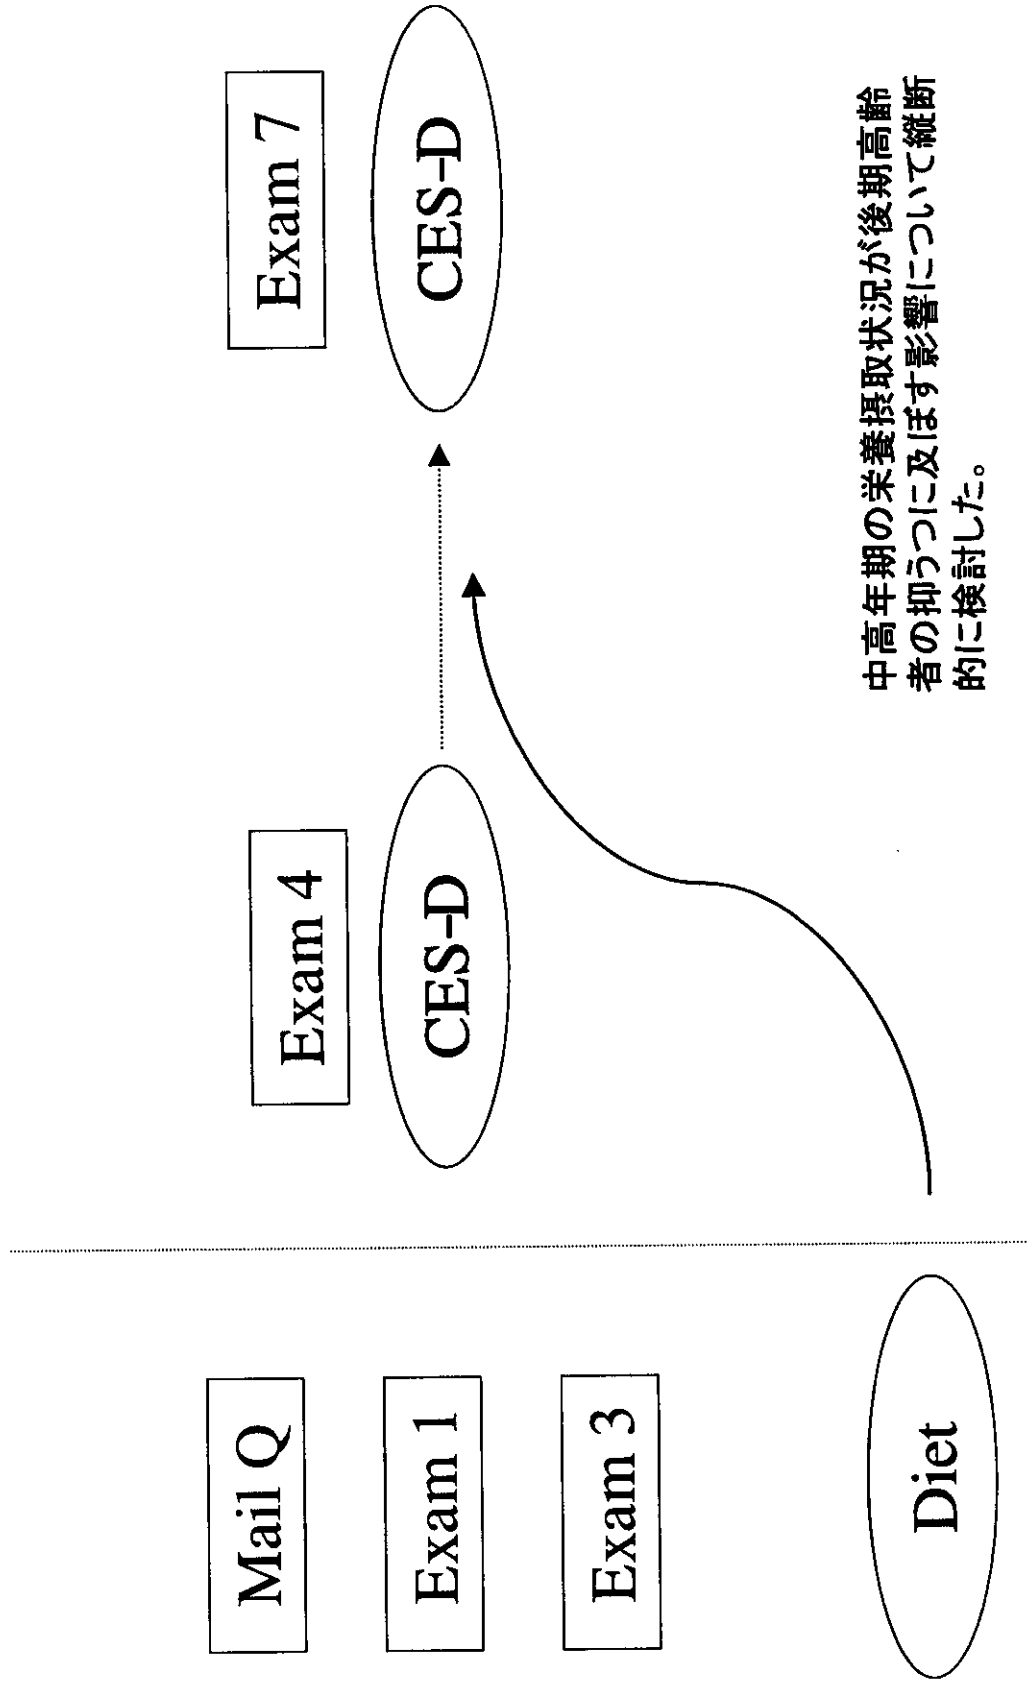 Mail Q
Exam 1
Exam 3
Diet
Exam 4
CES-D
Exam 7
CES-D
中高年期の栄養摂取状況が後期高齢
者の抑うつに及ぼす影響について縦断
的に検討した。